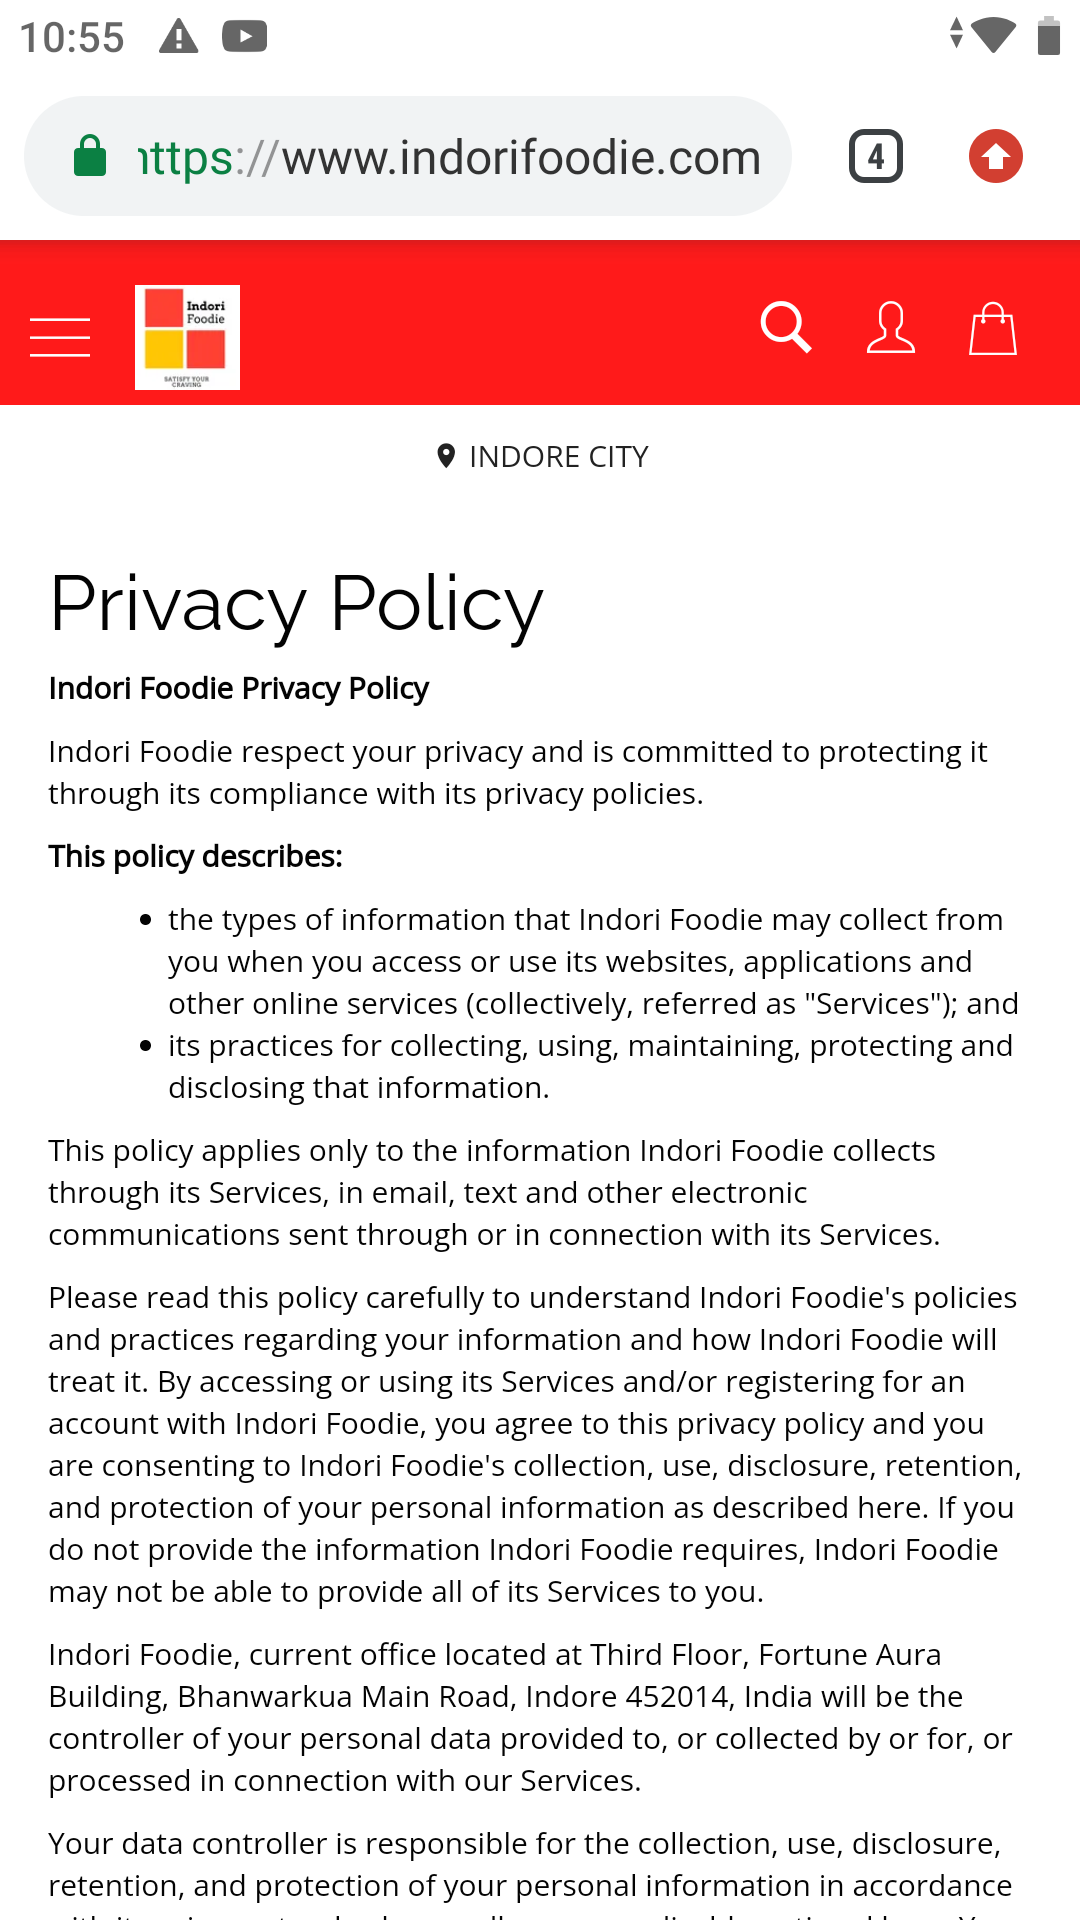 10:55
https://www.indorifoodie.com
4
Indori
Foodie
SATISFY YOUR
CRAVING
INDORE CITY
Privacy Policy
Indori Foodie Privacy Policy
Indori Foodie respect your privacy and is committed to protecting it
through its compliance with its privacy policies.
This policy describes:
the types of information that Indori Foodie may collect from
you when you access or use its websites, applications and
other online services (collectively, referred as "Services"); and
its practices for collecting, using, maintaining, protecting and
disclosing that information.
This policy applies only to the information Indori Foodie collects
through its Services, in email, text and other electronic
communications sent through or in connection with its Services.
Please read this policy carefully to understand Indori Foodie's policies
and practices regarding your information and how Indori Foodie will
treat it. By accessing or using its Services and/or registering for an
account with Indori Foodie, you agree to this privacy policy and you
are consenting to Indori Foodie's collection, use, disclosure, retention,
and protection of your personal information as described here. If you
do not provide the information Indori Foodie requires, Indori Foodie
may not be able to provide all of its Services to you.
Indori Foodie, current office located at Third Floor, Fortune Aura
Building, Bhanwarkua Main Road, Indore 452014, India will be the
controller of your personal data provided to, or collected by or for, or
processed in connection with our Services.
Your data controller is responsible for the collection, use, disclosure,
retention, and protection of your personal information in accordance